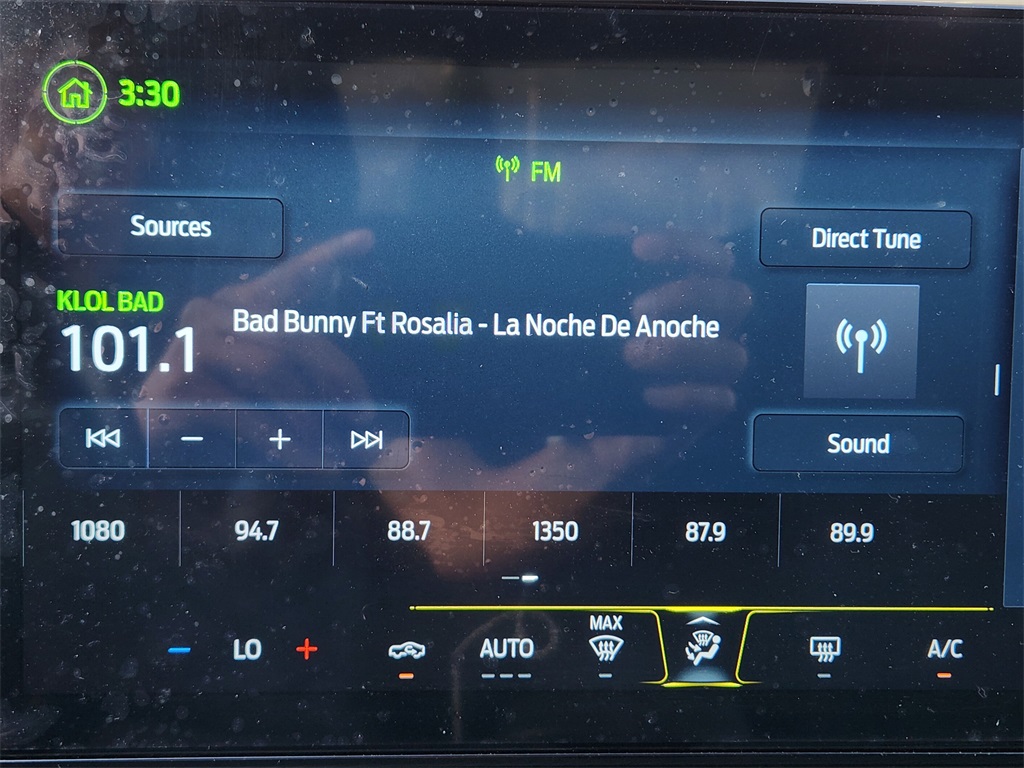 3:30
FM
Sources
Direct Tune
KLOL BAD
101.1
Bad Bunny Ft Rosalia - La Noche De Anoche
Sound
1080 94.7 88.7 1350 87.9 89.9
MAX
LO AUTO A/C